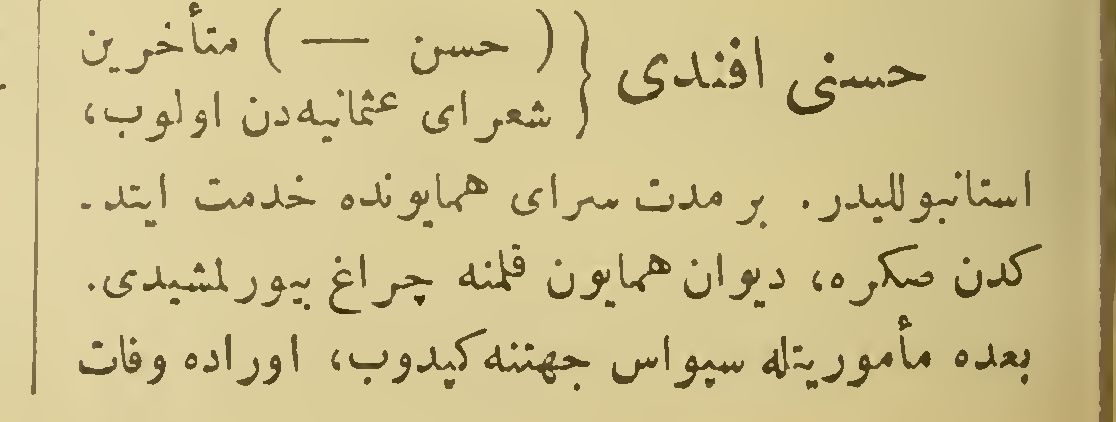 حسنی افندی { ( حسن — ) متأخرین
شعرای عثمانیه‌دن اولوب،
استانبوللیدر. بر مدت سرای همایونده خدمت ایتد-
کدن صکره، دیوان همایون قلمنه چراغ بیورلمشیدی.
بعده مأموریتله سیواس جهتنه کیدوب، اوراده وفات